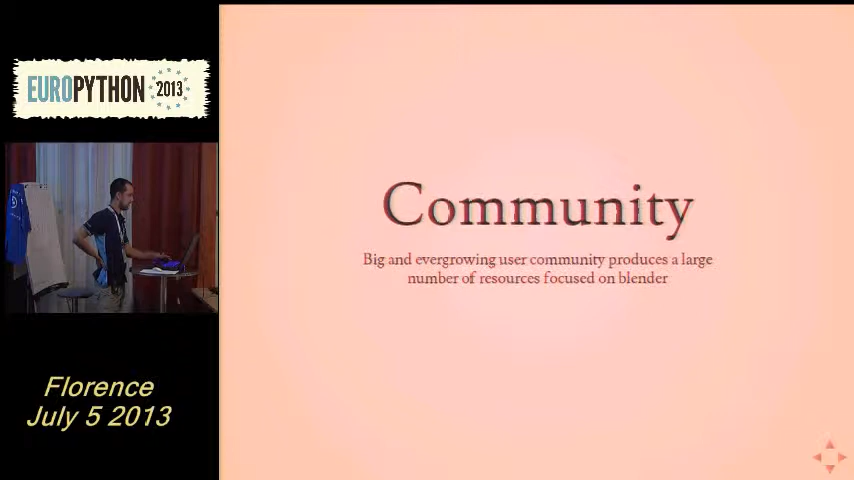 EUROPYTHON 2013
Florence
July 5 2013
Community
Big and evergrowing user community produces a large
number of resources focused on blender